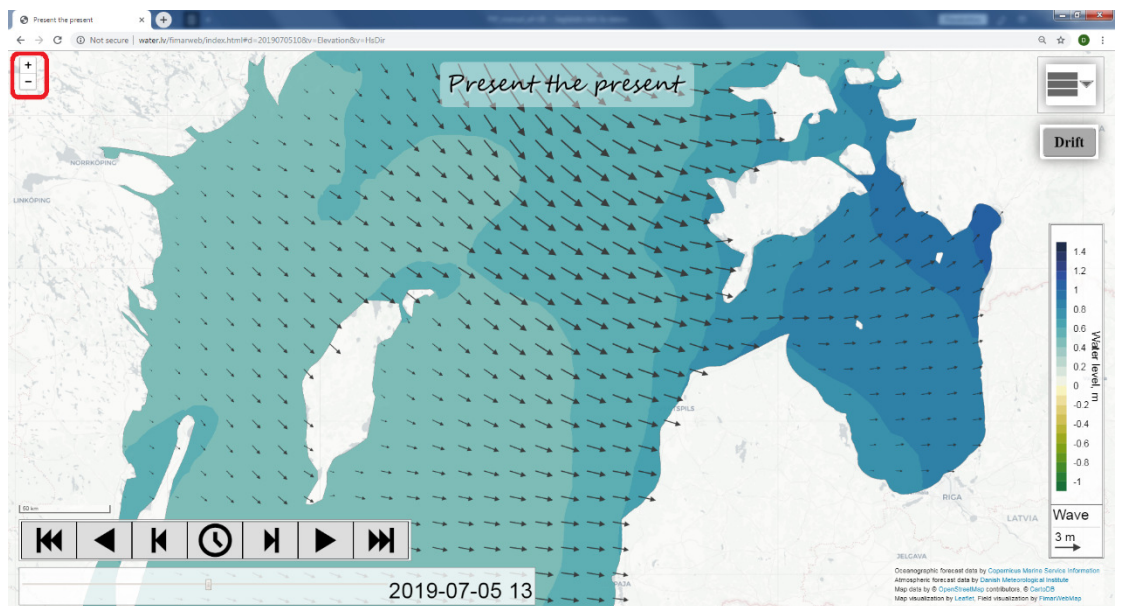 Present the present
Not secure | water.lv/fimarweb/index.html#d=2019070510&v=Elevation&v=HsDir
D
+
−
Present the present
Drift
NORRKÖPING
LINKÖPING
1.4
1.2
1
0.8
0.6
0.4
0.2
0
-0.2
-0.4
-0.6
-0.8
-1
Water level, m
TSPILS
RIGA
LATVIA
JELGAVA
PAJA
50 km
Wave
3 m
2019-07-05 13
Oceanographic forecast data by Copernicus Marine Service Information
Atmospheric forecast data by Danish Meteorological Institute
Map data by © OpenStreetMap contributors, © CartoDB
Map visualization by Leaflet, Field visualization by FimarWebMap